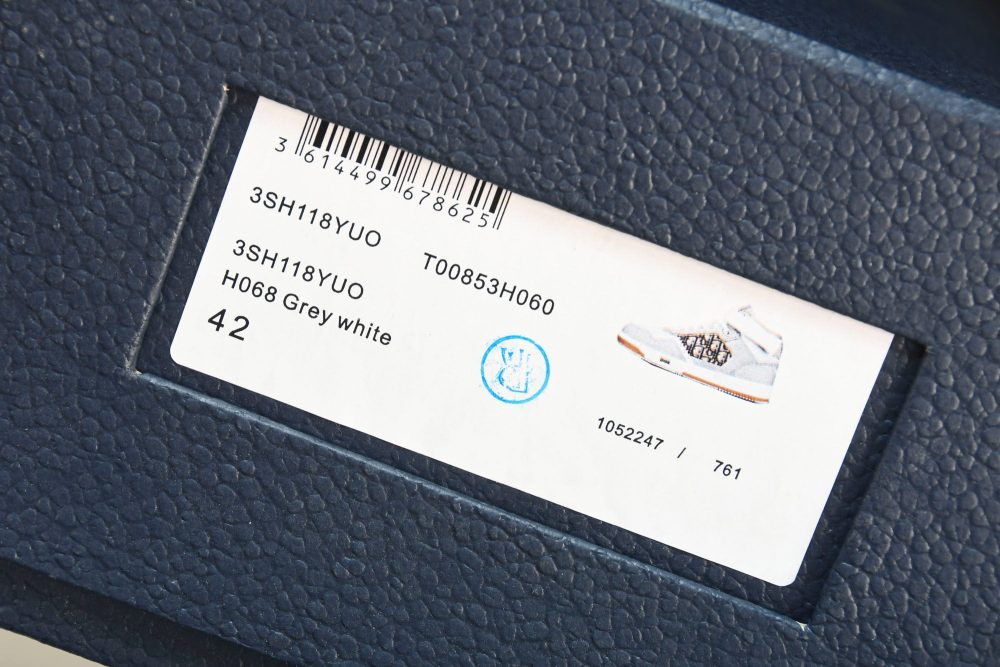 3 614499 678625
3SH118YUO T00853H060
3SH118YUO
H068 Grey white
42
1052247 / 761